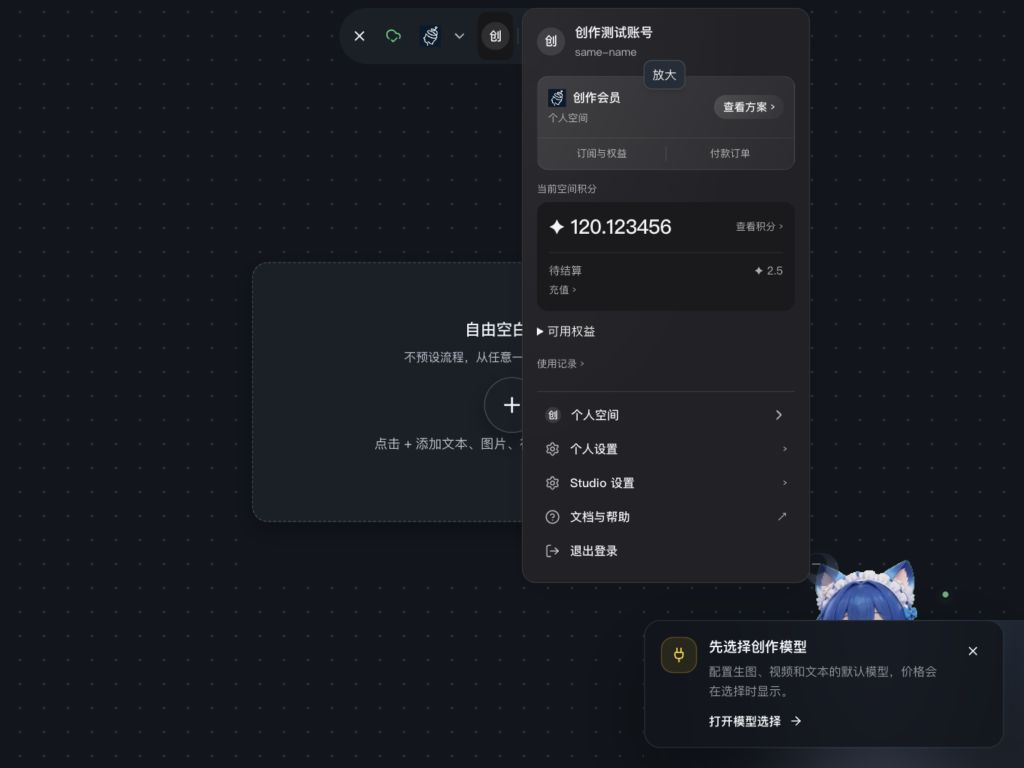 创
创
创作测试账号
same-name
放大
创作会员
个人空间
查看方案 ›
订阅与权益
付款订单
当前空间积分
120.123456
查看积分 ›
待结算
2.5
充值 ›
可用权益
使用记录 ›
创 个人空间
个人设置
Studio 设置
文档与帮助
退出登录
自由空白
不预设流程，从任意一
点击 + 添加文本、图片、
先选择创作模型
配置生图、视频和文本的默认模型，价格会
在选择时显示。
打开模型选择 →